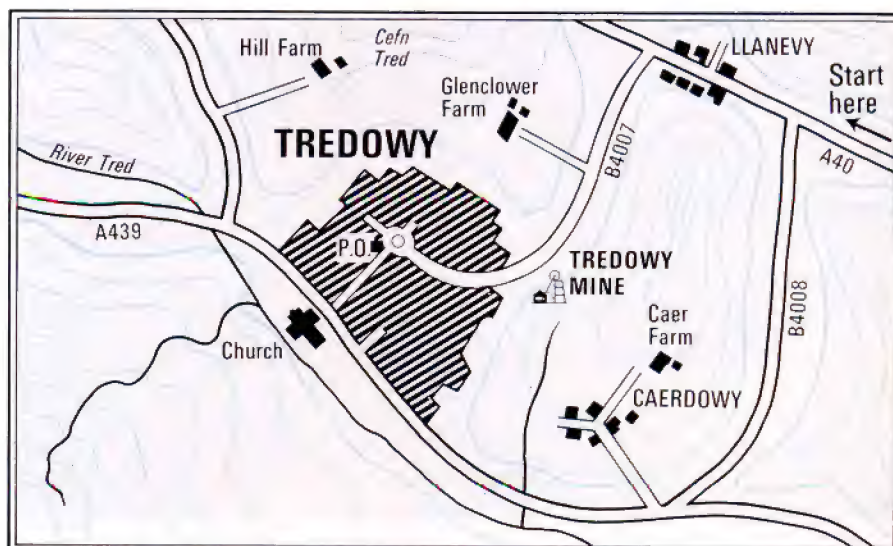 Hill Farm
Cefn
Tred
LLANEVY
Start
here
Glenclower
Farm
TREDOWY
B4007
A40
River Tred
A439
P.O.
TREDOWY
MINE
Caer
Farm
B4008
Church
CAERDOWY